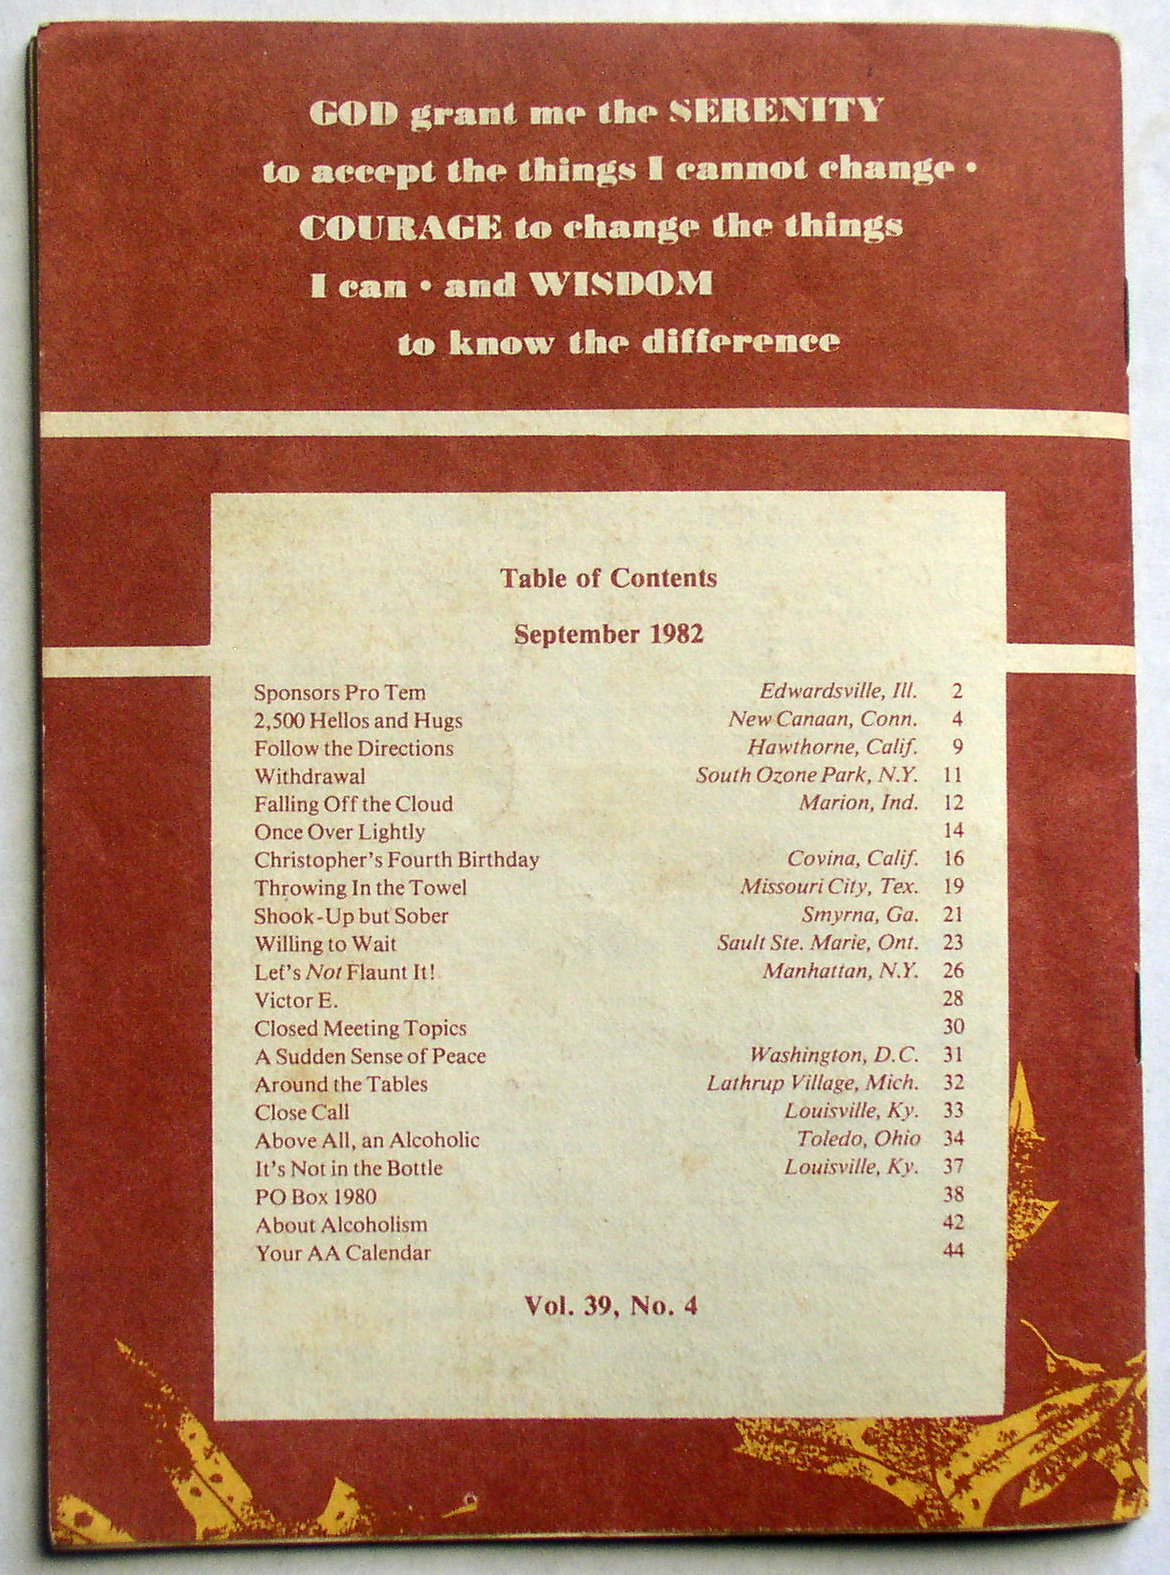 GOD grant me the SERENITY
to accept the things I cannot change •
COURAGE to change the things
I can • and WISDOM
to know the difference
Table of Contents
September 1982
Sponsors Pro Tem Edwardsville, Ill. 2
2,500 Hellos and Hugs New Canaan, Conn. 4
Follow the Directions Hawthorne, Calif. 9
Withdrawal South Ozone Park, N.Y. 11
Falling Off the Cloud Marion, Ind. 12
Once Over Lightly 14
Christopher's Fourth Birthday Covina, Calif. 16
Throwing In the Towel Missouri City, Tex. 19
Shook-Up but Sober Smyrna, Ga. 21
Willing to Wait Sault Ste. Marie, Ont. 23
Let's Not Flaunt It! Manhattan, N.Y. 26
Victor E. 28
Closed Meeting Topics 30
A Sudden Sense of Peace Washington, D.C. 31
Around the Tables Lathrup Village, Mich. 32
Close Call Louisville, Ky. 33
Above All, an Alcoholic Toledo, Ohio 34
It's Not in the Bottle Louisville, Ky. 37
PO Box 1980 38
About Alcoholism 42
Your AA Calendar 44
Vol. 39, No. 4